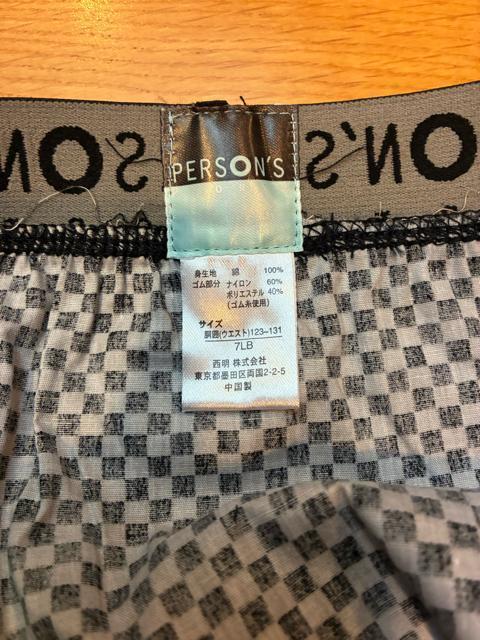 PERSON'S
身生地 綿 100%
ゴム部分 ナイロン 60%
ポリエステル 40%
(ゴム糸使用)
サイズ
胴囲(ウエスト)123-131
7LB
西明 株式会社
東京都墨田区両国2-2-5
中国製